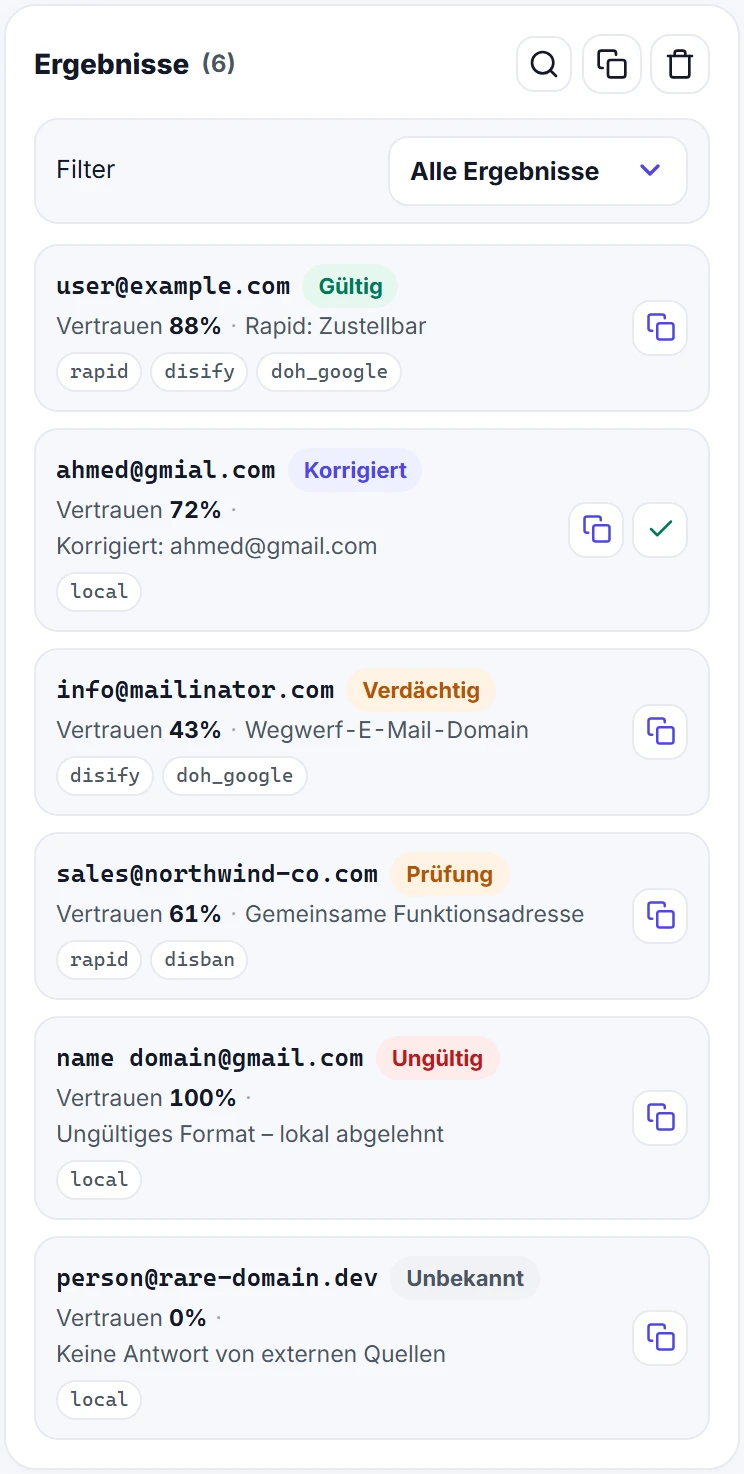 Ergebnisse (6)
Filter
Alle Ergebnisse
user@example.com Gültig
Vertrauen 88% · Rapid: Zustellbar
rapid disify doh_google
ahmed@gmial.com Korrigiert
Vertrauen 72% ·
Korrigiert: ahmed@gmail.com
local
info@mailinator.com Verdächtig
Vertrauen 43% · Wegwerf-E-Mail-Domain
disify doh_google
sales@northwind-co.com Prüfung
Vertrauen 61% · Gemeinsame Funktionsadresse
rapid disban
name domain@gmail.com Ungültig
Vertrauen 100% ·
Ungültiges Format – lokal abgelehnt
local
person@rare-domain.dev Unbekannt
Vertrauen 0% ·
Keine Antwort von externen Quellen
local